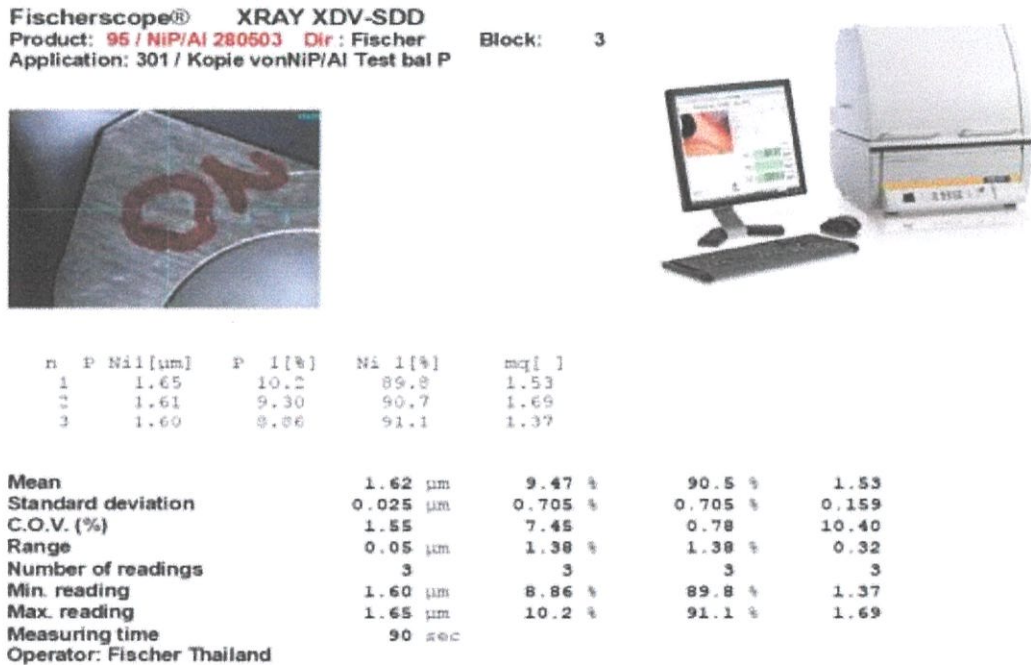 Fischerscope® XRAY XDV-SDD
Product: 95 / NiP/Al 280503 Dir : Fischer Block: 3
Application: 301 / Kopie vonNiP/Al Test bal P
ON
n P Ni1[µm] P 1[%] Ni 1[%] mq[ ]
1 1.65 10.2 89.8 1.53
2 1.61 9.30 90.7 1.69
3 1.60 8.86 91.1 1.37
Mean 1.62 µm 9.47 % 90.5 % 1.53
Standard deviation 0.025 µm 0.705 % 0.705 % 0.159
C.O.V. (%) 1.55 7.45 0.78 10.40
Range 0.05 µm 1.38 % 1.38 % 0.32
Number of readings 3 3 3 3
Min. reading 1.60 µm 8.86 % 89.8 % 1.37
Max. reading 1.65 µm 10.2 % 91.1 % 1.69
Measuring time 90 sec
Operator: Fischer Thailand